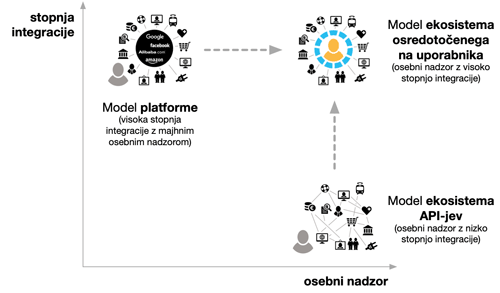 stopnja
integracije
Google
facebook
Alibaba.com
amazon
Model platforme
(visoka stopnja
integracije z majhnim
osebnim nadzorom)
Model ekosistema
osredotočenega
na uporabnika
(osebni nadzor z visoko
stopnjo integracije)
Model ekosistema
API-jev
(osebni nadzor z nizko
stopnjo integracije)
osebni nadzor